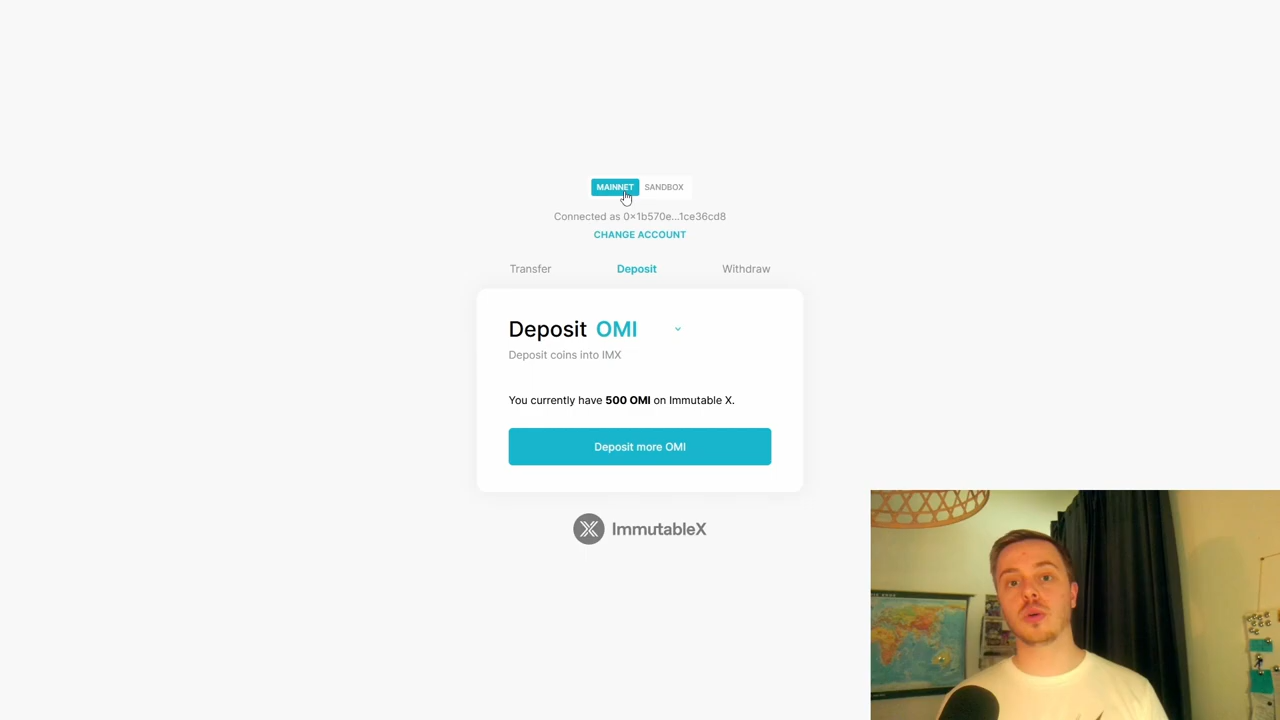 MAINNET SANDBOX
Connected as 0×1b570e...1ce36cd8
CHANGE ACCOUNT
Transfer Deposit Withdraw
Deposit OMI
Deposit coins into IMX
You currently have 500 OMI on Immutable X.
Deposit more OMI
ImmutableX